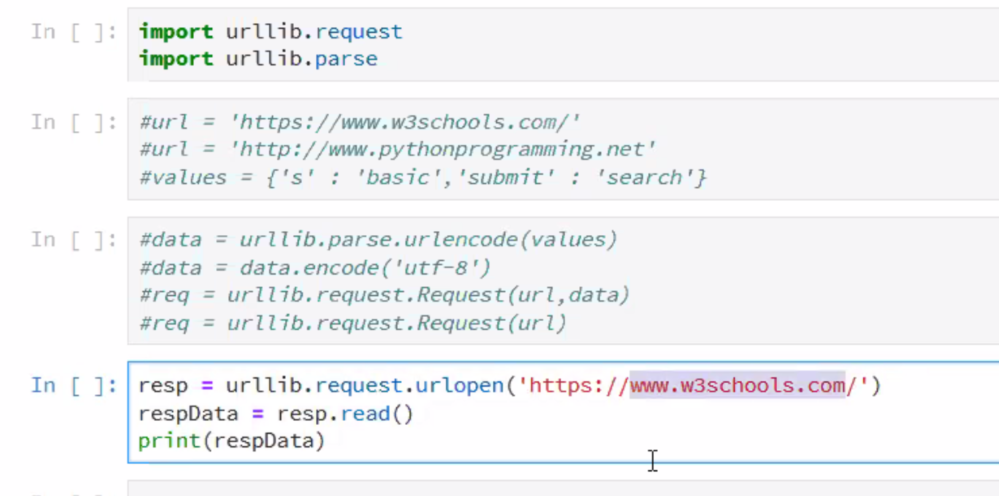 In [ ]: import urllib.request
import urllib.parse
In [ ]: #url = 'https://www.w3schools.com/'
#url = 'http://www.pythonprogramming.net'
#values = {'s' : 'basic','submit' : 'search'}
In [ ]: #data = urllib.parse.urlencode(values)
#data = data.encode('utf-8')
#req = urllib.request.Request(url,data)
#req = urllib.request.Request(url)
In [ ]: resp = urllib.request.urlopen('https://www.w3schools.com/')
respData = resp.read()
print(respData)